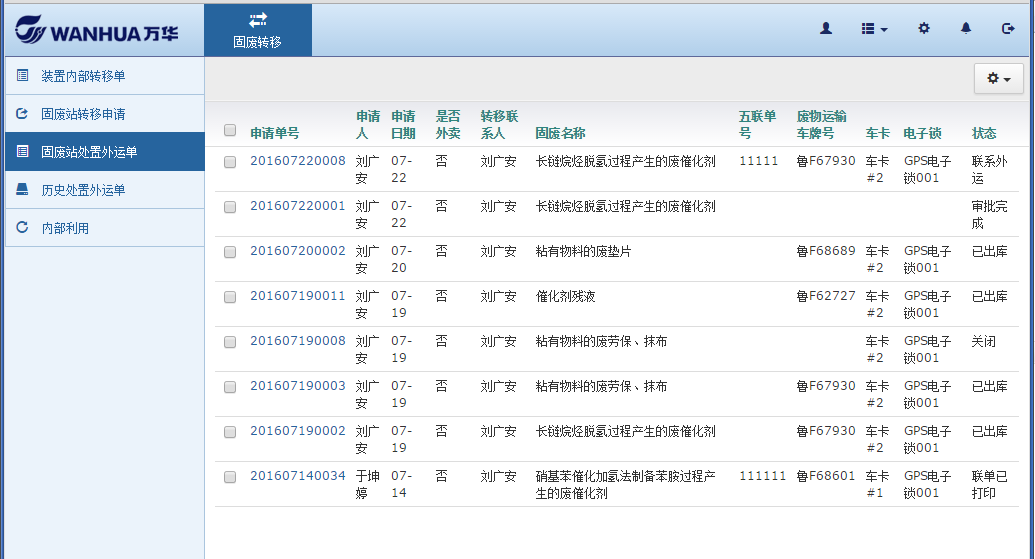 WANHUA万华
固废转移
装置内部转移单
固废站转移申请
固废站处置外运单
历史处置外运单
内部利用
申请单号 申请人 申请日期 是否外卖 转移联系人 固废名称 五联单号 废物运输车牌号 车卡 电子锁 状态
201607220008 刘广安 07-22 否 刘广安 长链烷烃脱氢过程产生的废催化剂 11111 鲁F67930 车卡#2 GPS电子锁001 联系外运
201607220001 刘广安 07-22 否 刘广安 长链烷烃脱氢过程产生的废催化剂 审批完成
201607200002 刘广安 07-20 否 刘广安 粘有物料的废垫片 鲁F68689 车卡#2 GPS电子锁001 已出库
201607190011 刘广安 07-19 否 刘广安 催化剂残液 鲁F62727 车卡#2 GPS电子锁001 已出库
201607190008 刘广安 07-19 否 刘广安 粘有物料的废劳保、抹布 车卡#2 GPS电子锁001 关闭
201607190003 刘广安 07-19 否 刘广安 粘有物料的废劳保、抹布 鲁F67930 车卡#2 GPS电子锁001 已出库
201607190002 刘广安 07-19 否 刘广安 长链烷烃脱氢过程产生的废催化剂 鲁F67930 车卡#2 GPS电子锁001 已出库
201607140034 于坤婷 07-14 否 刘广安 硝基苯催化加氢法制备苯胺过程产生的废催化剂 111111 鲁F68601 车卡#1 GPS电子锁001 联单已打印